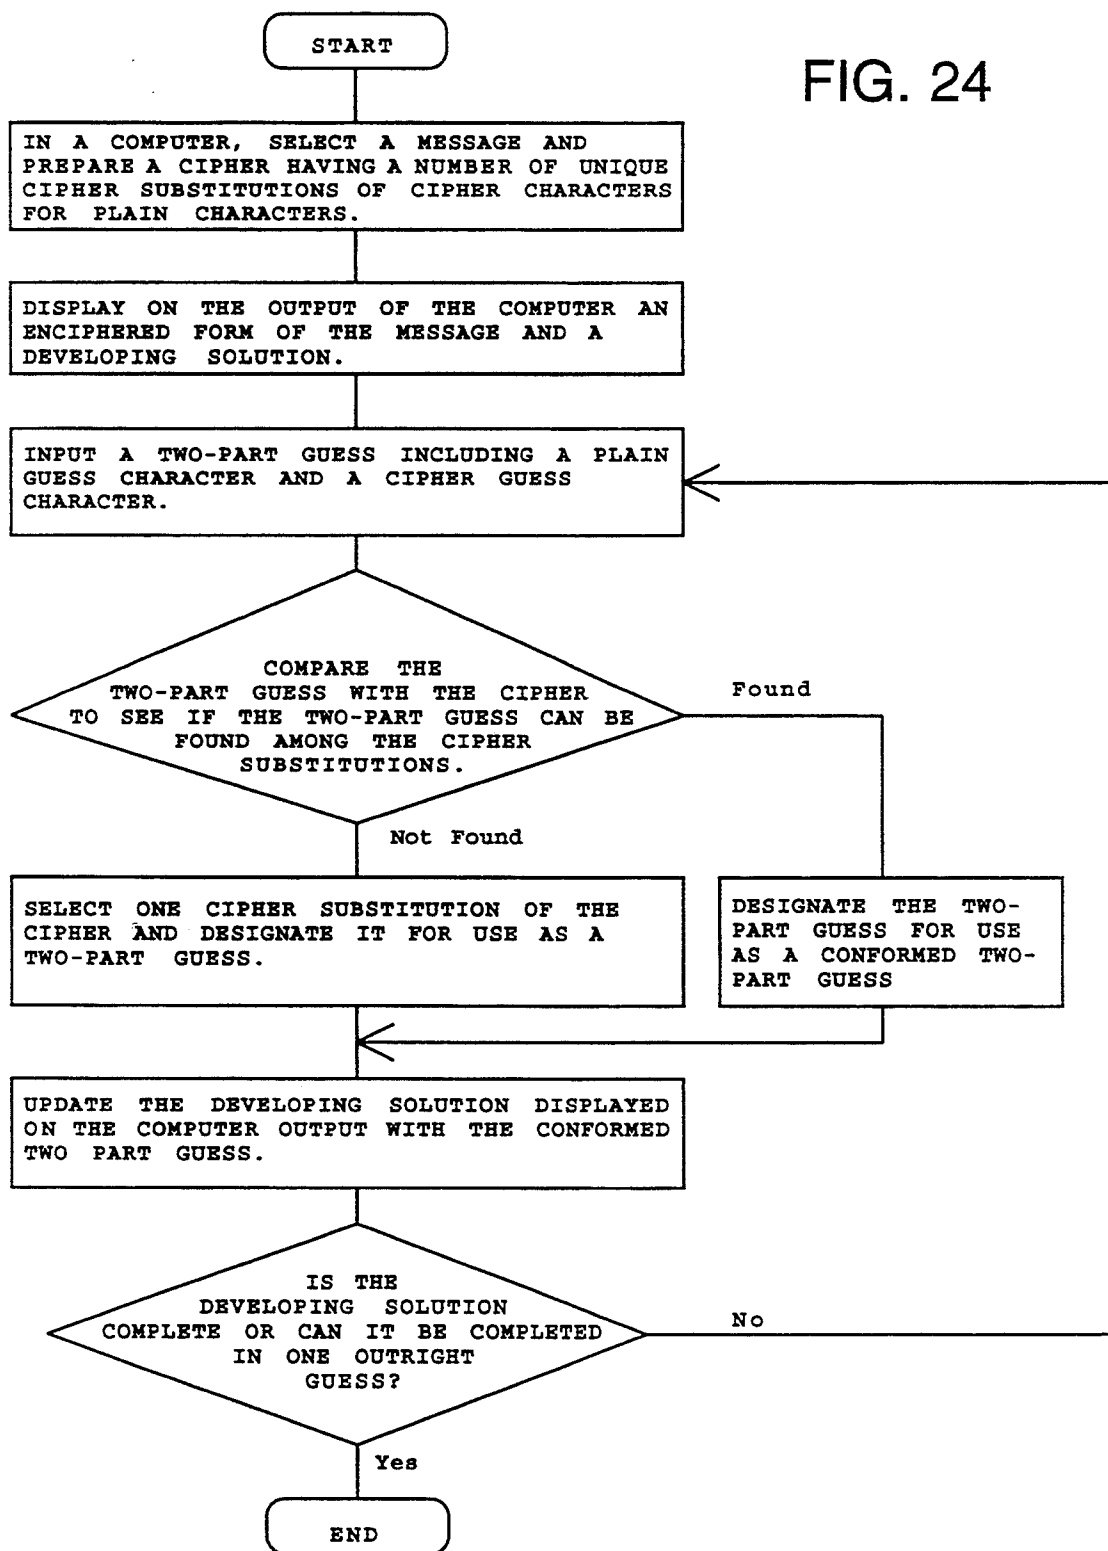 START
FIG. 24
IN A COMPUTER, SELECT A MESSAGE AND
PREPARE A CIPHER HAVING A NUMBER OF UNIQUE
CIPHER SUBSTITUTIONS OF CIPHER CHARACTERS
FOR PLAIN CHARACTERS.
DISPLAY ON THE OUTPUT OF THE COMPUTER AN
ENCIPHERED FORM OF THE MESSAGE AND A
DEVELOPING SOLUTION.
INPUT A TWO-PART GUESS INCLUDING A PLAIN
GUESS CHARACTER AND A CIPHER GUESS
CHARACTER.
COMPARE THE
TWO-PART GUESS WITH THE CIPHER
TO SEE IF THE TWO-PART GUESS CAN BE
FOUND AMONG THE CIPHER
SUBSTITUTIONS.
Found
Not Found
SELECT ONE CIPHER SUBSTITUTION OF THE
CIPHER AND DESIGNATE IT FOR USE AS A
TWO-PART GUESS.
DESIGNATE THE TWO-
PART GUESS FOR USE
AS A CONFORMED TWO-
PART GUESS
UPDATE THE DEVELOPING SOLUTION DISPLAYED
ON THE COMPUTER OUTPUT WITH THE CONFORMED
TWO PART GUESS.
IS THE
DEVELOPING SOLUTION
COMPLETE OR CAN IT BE COMPLETED
IN ONE OUTRIGHT
GUESS?
No
Yes
END